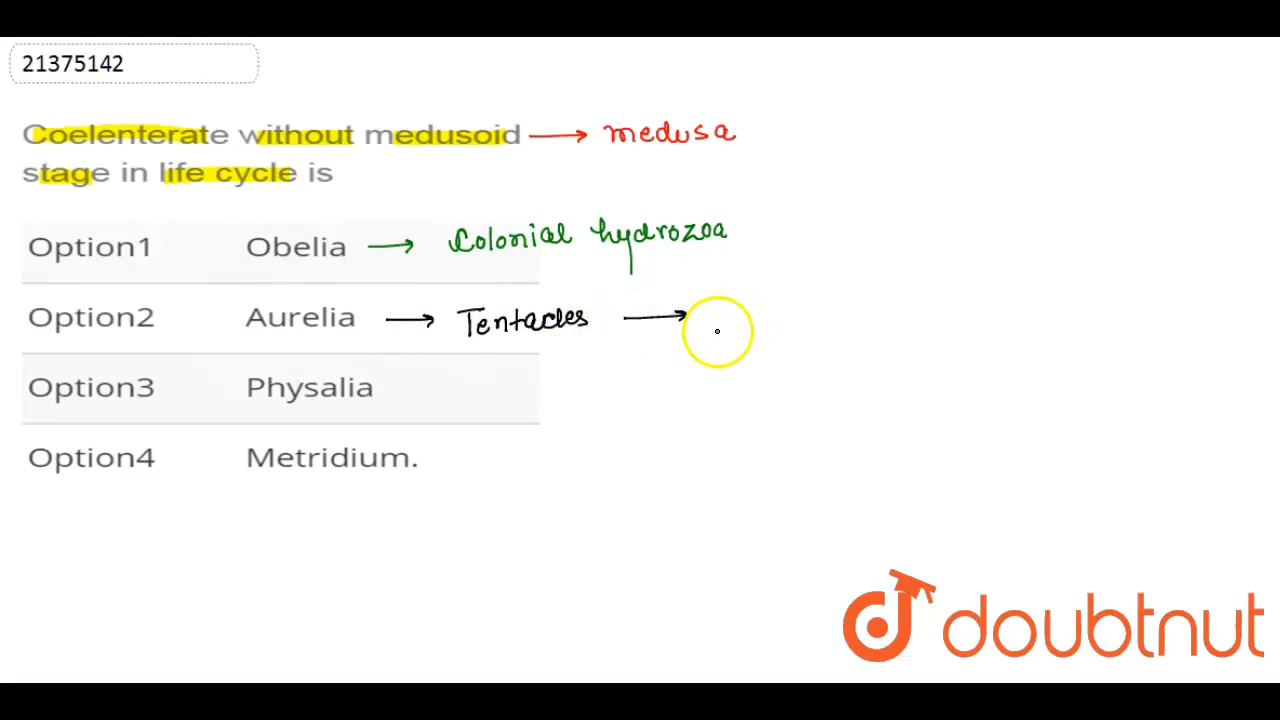 21375142
Coelenterate without medusoid → medusa
stage in life cycle is
Option1 Obelia → Colonial hydrozoa
Option2 Aurelia → Tentacles →
Option3 Physalia
Option4 Metridium.
doubtnut